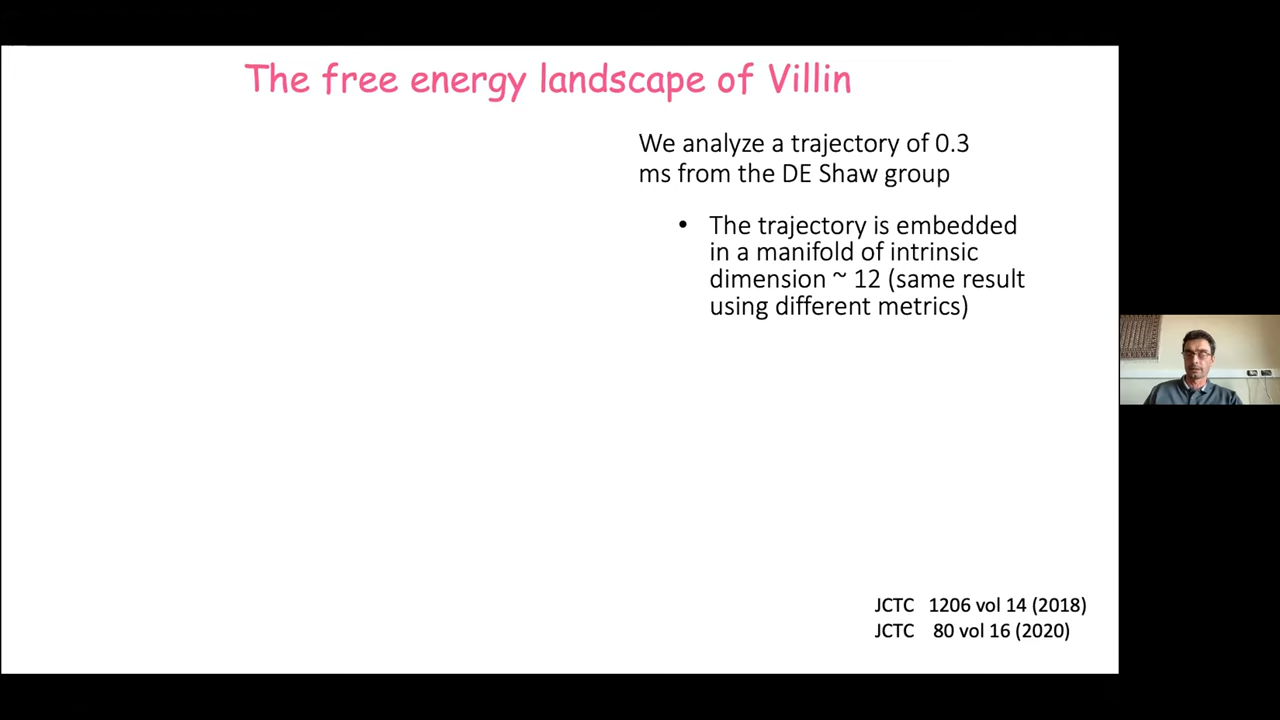 The free energy landscape of Villin
We analyze a trajectory of 0.3
ms from the DE Shaw group
• The trajectory is embedded
in a manifold of intrinsic
dimension ~ 12 (same result
using different metrics)
JCTC 1206 vol 14 (2018)
JCTC 80 vol 16 (2020)